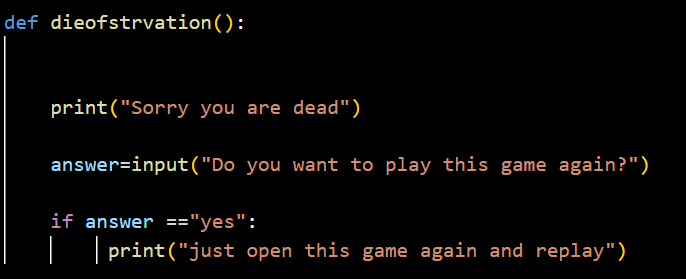 def dieofstrvation():
print("Sorry you are dead")
answer=input("Do you want to play this game again?")
if answer =="yes":
print("just open this game again and replay")